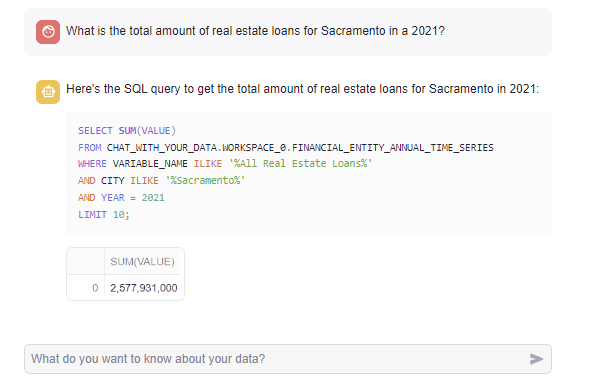 What is the total amount of real estate loans for Sacramento in a 2021?
Here's the SQL query to get the total amount of real estate loans for Sacramento in 2021:
SELECT SUM(VALUE)
FROM CHAT_WITH_YOUR_DATA.WORKSPACE_0.FINANCIAL_ENTITY_ANNUAL_TIME_SERIES
WHERE VARIABLE_NAME ILIKE '%All Real Estate Loans%'
AND CITY ILIKE '%Sacramento%'
AND YEAR = 2021
LIMIT 10;
SUM(VALUE)
0 2,577,931,000
What do you want to know about your data?